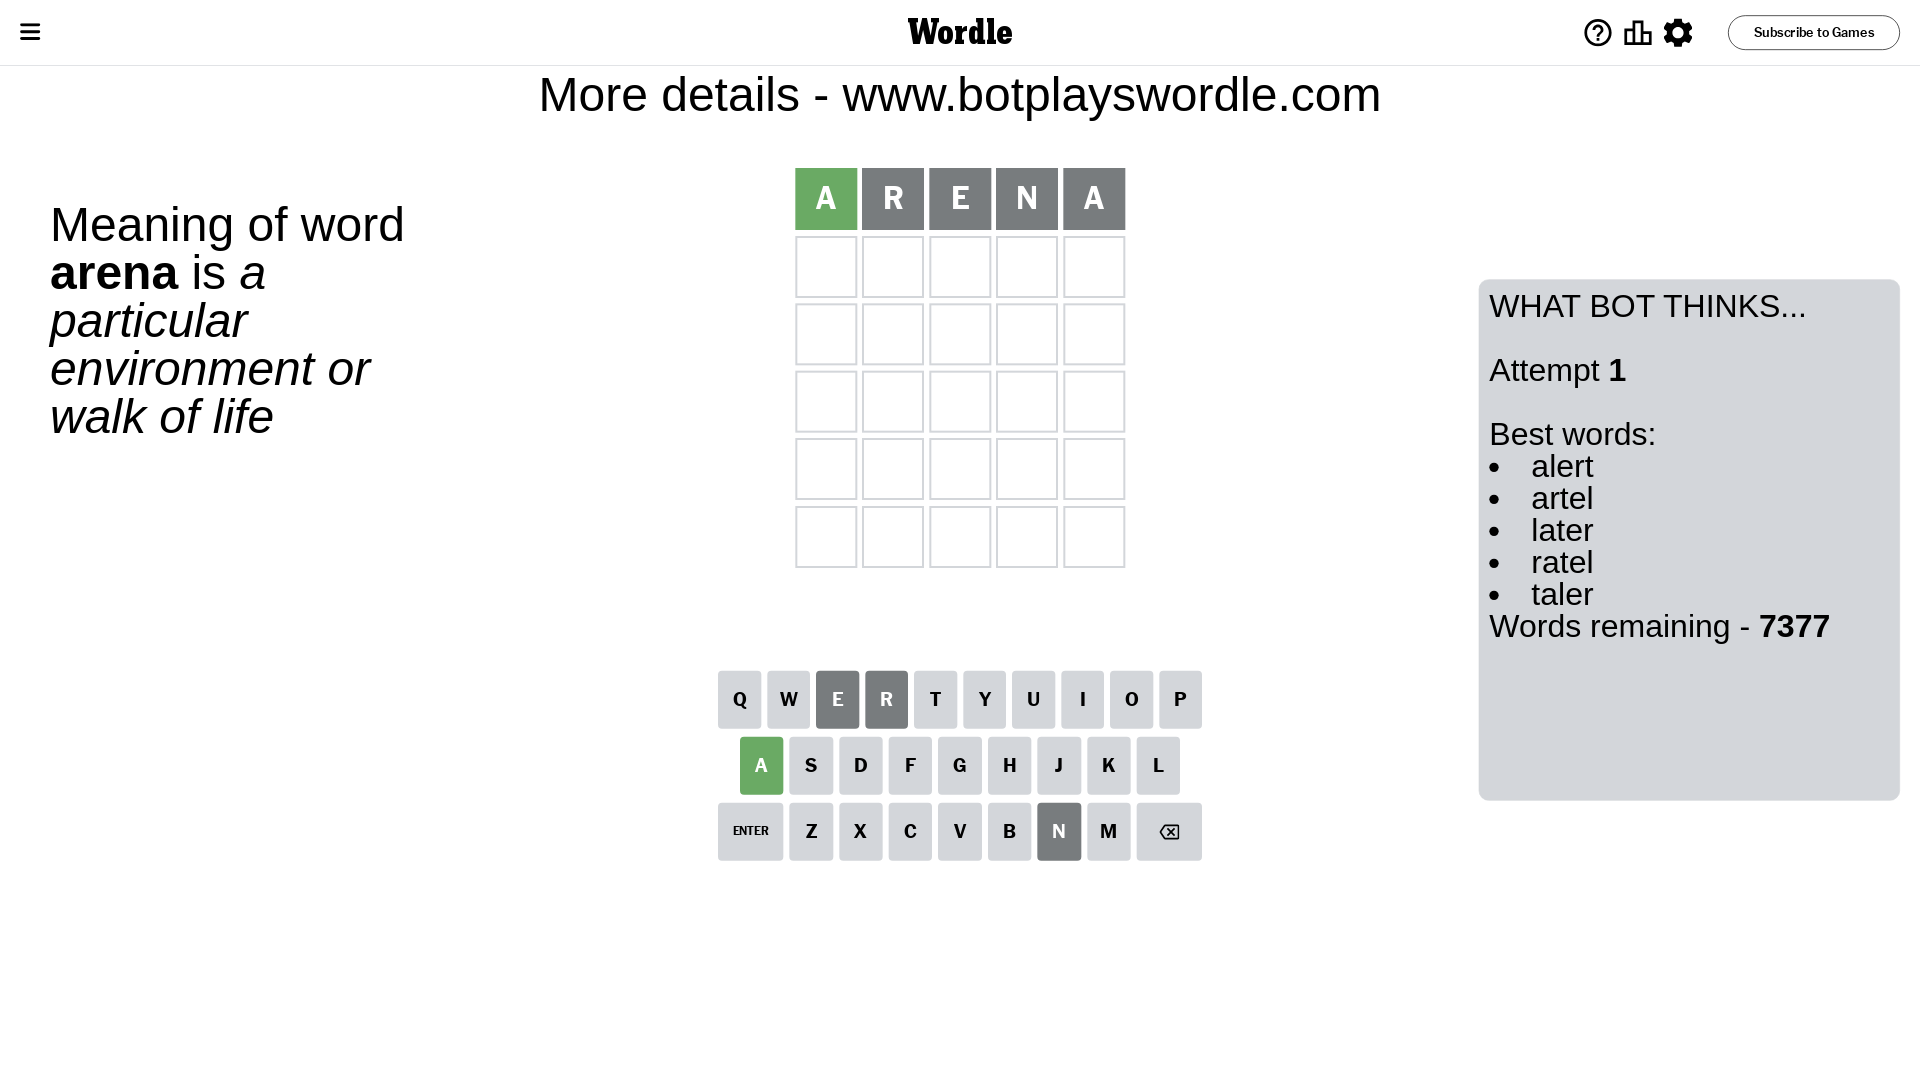 Wordle
Subscribe to Games
More details - www.botplayswordle.com
Meaning of word
arena is a
particular
environment or
walk of life
A R E N A
WHAT BOT THINKS...
Attempt 1
Best words:
• alert
• artel
• later
• ratel
• taler
Words remaining - 7377
Q W E R T Y U I O P
A S D F G H J K L
ENTER Z X C V B N M